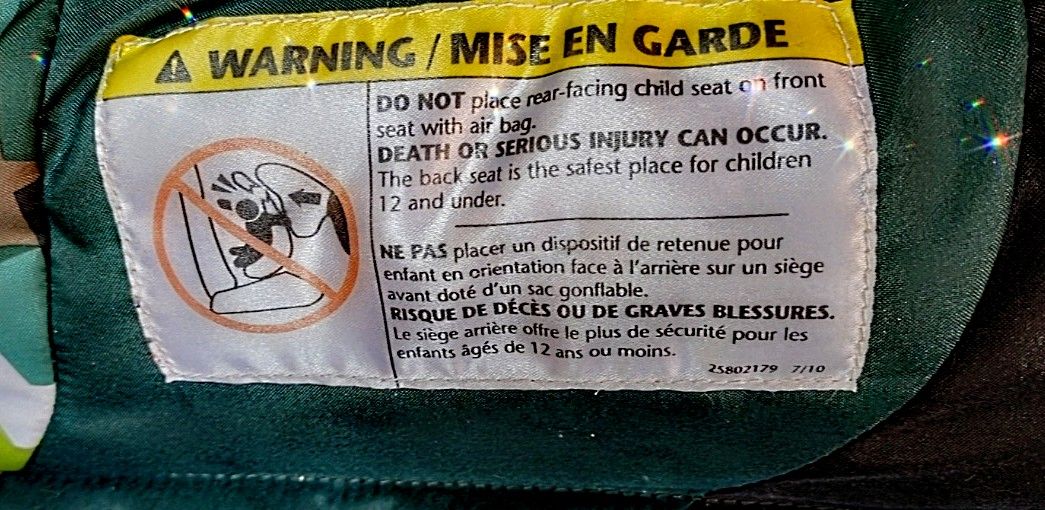 WARNING / MISE EN GARDE
DO NOT place rear-facing child seat on front
seat with air bag.
DEATH OR SERIOUS INJURY CAN OCCUR.
The back seat is the safest place for children
12 and under.
NE PAS placer un dispositif de retenue pour
enfant en orientation face à l'arrière sur un siège
avant doté d'un sac gonflable.
RISQUE DE DÉCÈS OU DE GRAVES BLESSURES.
Le siège arrière offre le plus de sécurité pour les
enfants âgés de 12 ans ou moins.
25802179 7/10